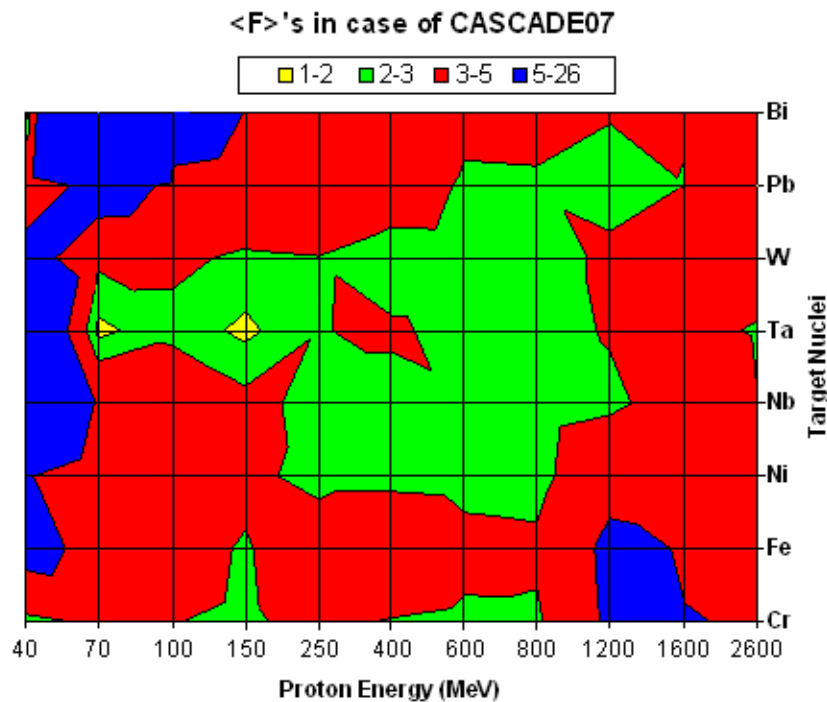 <F>'s in case of CASCADE07
1-2 2-3 3-5 5-26
Bi
Pb
W
Ta
Nb
Ni
Fe
Cr
Target Nuclei
40 70 100 150 250 400 600 800 1200 1600 2600
Proton Energy (MeV)